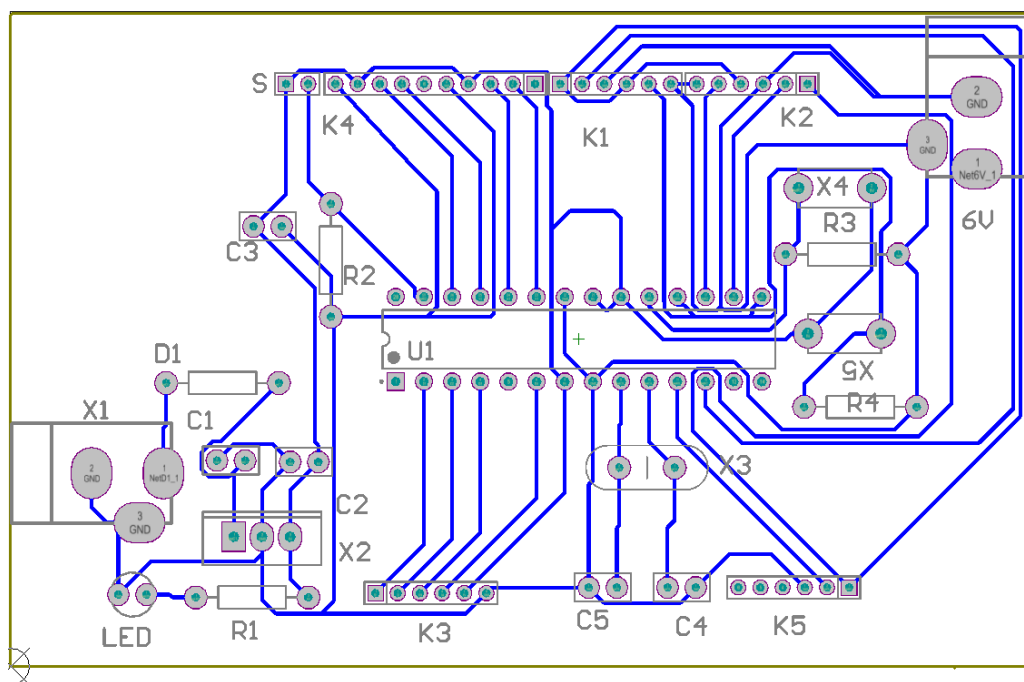 S
K4
K1
K2
2
GND
3
GND
1
Net6V_1
6V
X4
R3
C3
R2
U1
X5
R4
D1
X1
C1
2
GND
1
NetD1_1
3
GND
C2
X2
X3
LED
R1
K3
C5
C4
K5